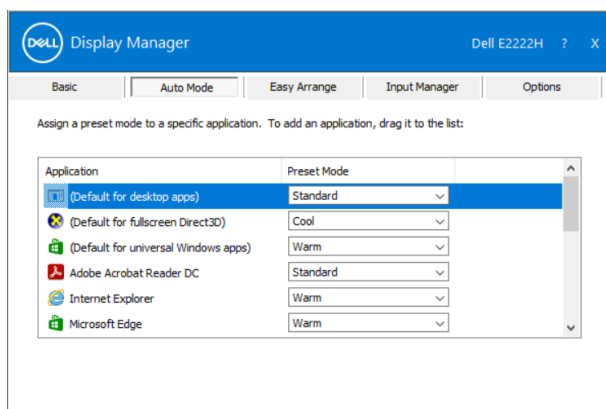 DELL Display Manager Dell E2222H ? X
Basic Auto Mode Easy Arrange Input Manager Options
Assign a preset mode to a specific application. To add an application, drag it to the list:
Application Preset Mode
(Default for desktop apps) Standard
(Default for fullscreen Direct3D) Cool
(Default for universal Windows apps) Warm
Adobe Acrobat Reader DC Standard
Internet Explorer Warm
Microsoft Edge Warm